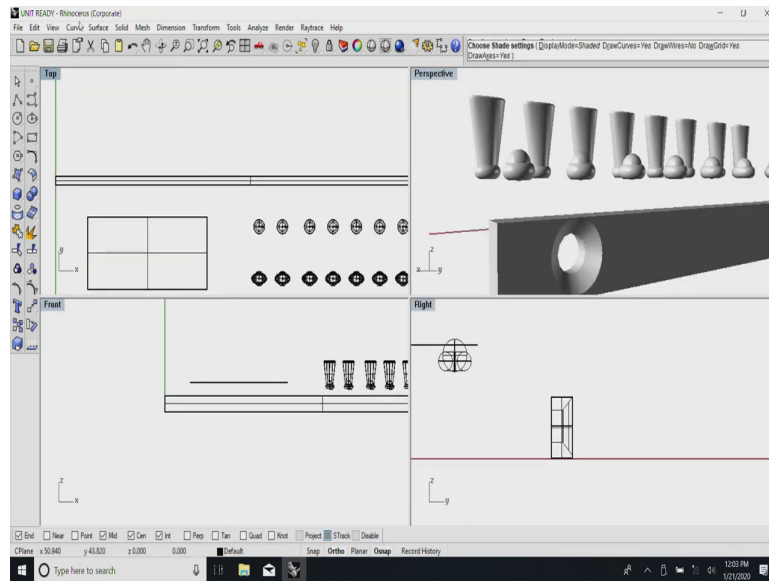 UNIT READY - Rhinoceros (Corporate)
File Edit View Curve Surface Solid Mesh Dimension Transform Tools Analyze Render Raytrace Help
Choose Shade settings ( DisplayMode=Shaded DrawCurves=Yes DrawWires=No DrawGrid=Yes
DrawAxes=Yes ):
Top
Perspective
y
x
z
x
y
Front
Right
z
x
z
y
End Near Point Mid Cen Int Perp Tan Quad Knot Project STrack Disable
CPlane x 50.940 y 43.820 z 0.000 0.000 Default Snap Ortho Planar Osnap Record History
Type here to search
12:03 PM
1/21/2020